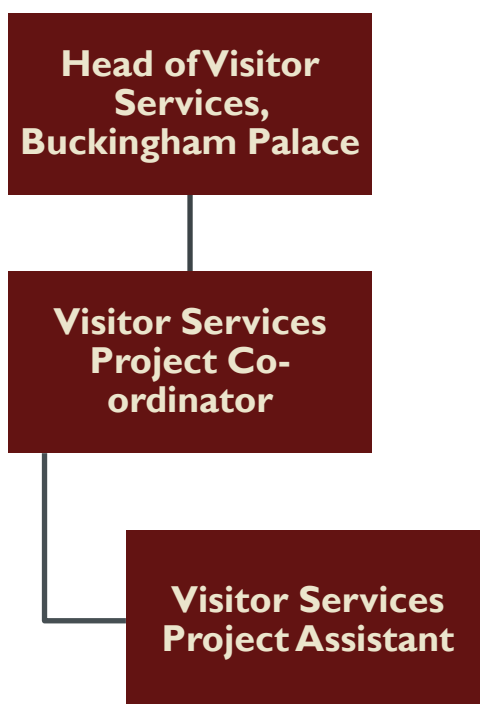 Head of Visitor
Services,
Buckingham Palace
Visitor Services
Project Co-
ordinator
Visitor Services
Project Assistant